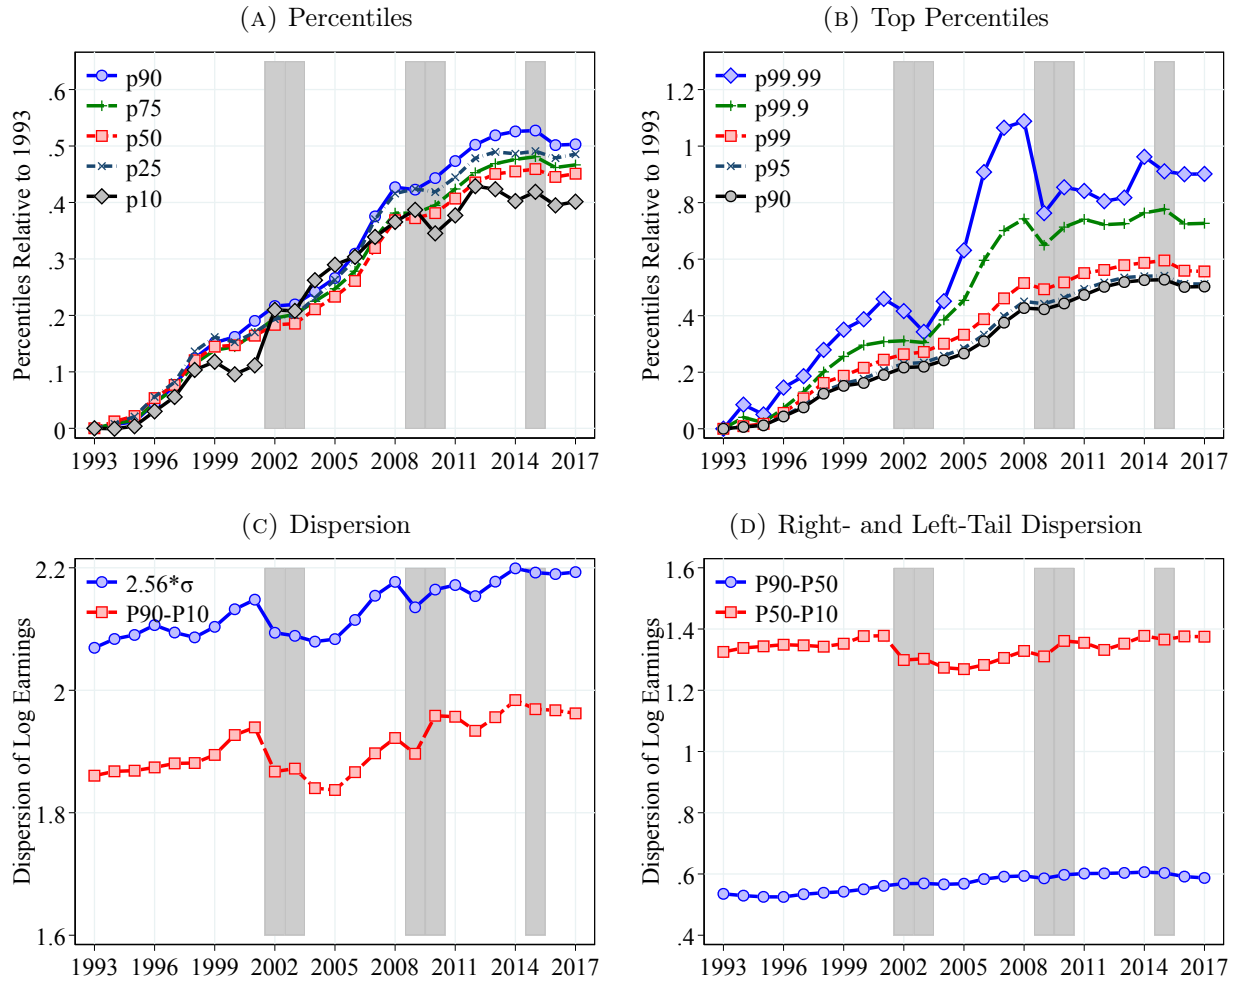 (A) Percentiles
Percentiles Relative to 1993
p90
p75
p50
p25
p10
.6
.5
.4
.3
.2
.1
0
1993 1996 1999 2002 2005 2008 2011 2014 2017
(B) Top Percentiles
Percentiles Relative to 1993
p99.99
p99.9
p99
p95
p90
1.2
1
.8
.6
.4
.2
0
1993 1996 1999 2002 2005 2008 2011 2014 2017
(C) Dispersion
Dispersion of Log Earnings
2.56*σ
P90-P10
2.2
2
1.8
1.6
1993 1996 1999 2002 2005 2008 2011 2014 2017
(D) Right- and Left-Tail Dispersion
Dispersion of Log Earnings
P90-P50
P50-P10
1.6
1.4
1.2
1
.8
.6
.4
1993 1996 1999 2002 2005 2008 2011 2014 2017